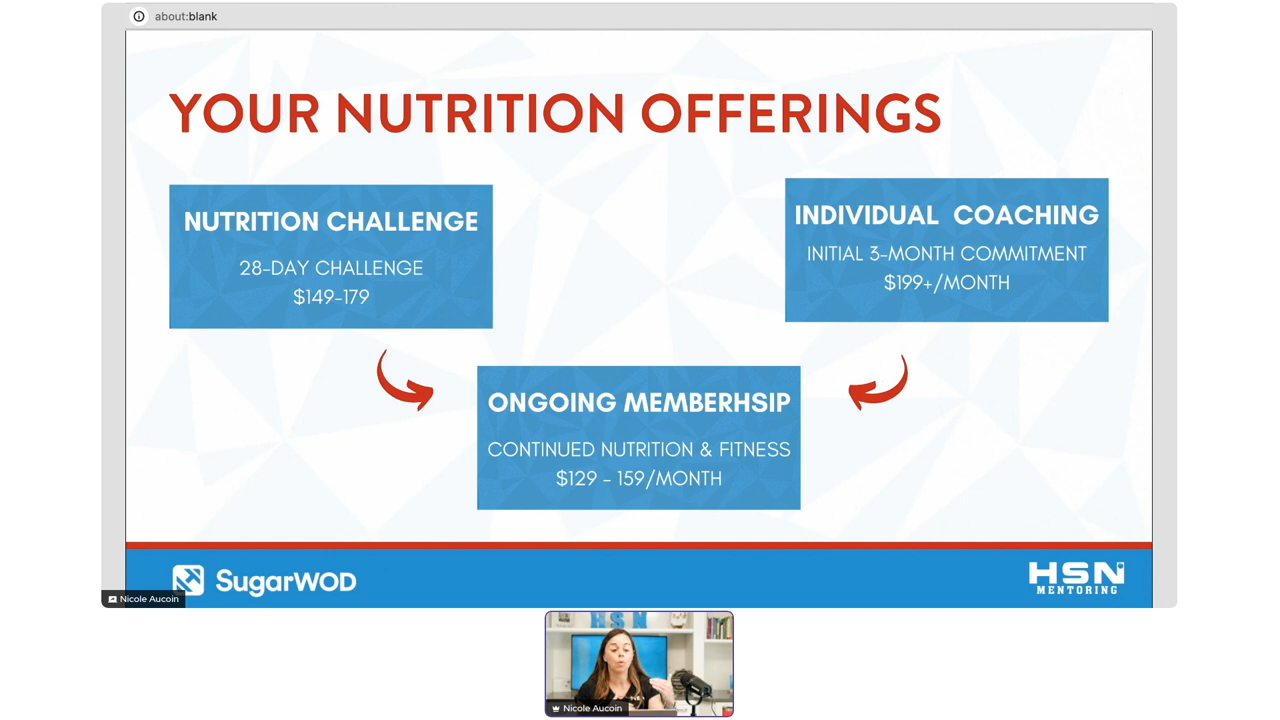 about:blank
YOUR NUTRITION OFFERINGS
NUTRITION CHALLENGE
28-DAY CHALLENGE
$149-179
INDIVIDUAL COACHING
INITIAL 3-MONTH COMMITMENT
$199+/MONTH
ONGOING MEMBERHSIP
CONTINUED NUTRITION & FITNESS
$129 - 159/MONTH
SugarWOD
HSN
MENTORING
Nicole Aucoin
HSN
Nicole Aucoin